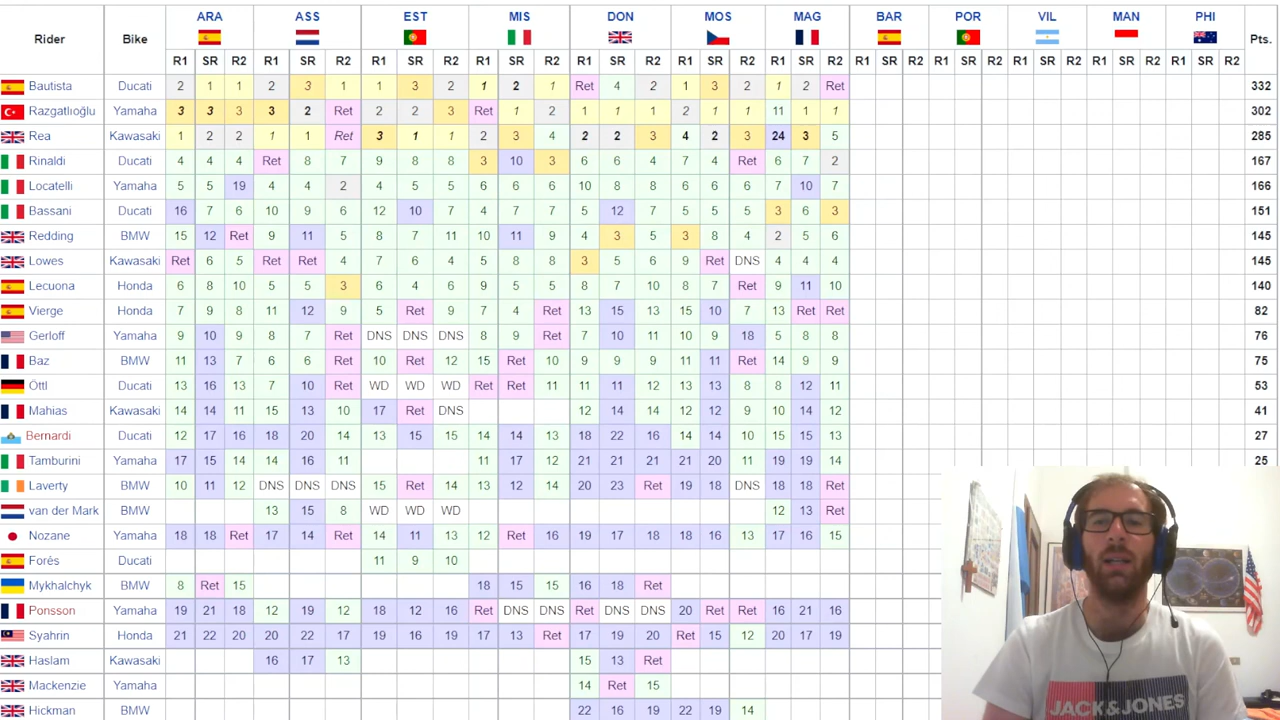 ARA ASS EST MIS DON MOS MAG BAR POR VIL MAN PHI
Rider Bike Pts.
R1 SR R2 R1 SR R2 R1 SR R2 R1 SR R2 R1 SR R2 R1 SR R2 R1 SR R2 R1 SR R2 R1 SR R2 R1 SR R2 R1 SR R2 R1 SR R2
Bautista Ducati 2 1 1 2 3 1 1 3 2 1 2 1 Ret 4 2 1 3 2 1 2 Ret 332
Razgatlıoğlu Yamaha 3 3 3 3 2 Ret 2 2 3 Ret 1 2 1 1 1 2 1 1 11 1 1 302
Rea Kawasaki 1 2 2 1 1 Ret 3 1 1 2 3 4 2 2 3 4 2 3 24 3 5 285
Rinaldi Ducati 4 4 4 Ret 8 7 9 8 8 3 10 3 6 6 4 7 4 Ret 6 7 2 167
Locatelli Yamaha 5 5 19 4 4 2 4 5 5 6 6 6 10 8 8 6 6 6 7 10 7 166
Bassani Ducati 16 7 6 10 9 6 12 10 7 4 7 7 5 12 7 5 5 5 3 6 3 151
Redding BMW 15 12 Ret 9 11 5 8 7 11 10 11 9 4 3 5 3 8 4 2 5 6 145
Lowes Kawasaki Ret 6 5 Ret Ret 4 7 6 4 5 8 8 3 5 6 9 Ret DNS 4 4 4 145
Lecuona Honda 6 8 10 5 5 3 6 4 6 9 5 5 8 7 10 8 7 Ret 9 11 10 140
Vierge Honda 7 9 8 11 12 9 5 Ret 9 7 4 Ret 13 15 13 15 10 7 13 Ret Ret 82
Gerloff Yamaha 9 10 9 8 7 Ret DNS DNS DNS 8 9 Ret 7 10 11 10 9 18 5 8 8 76
Baz BMW 11 13 7 6 6 Ret 10 Ret 12 15 Ret 10 9 9 9 11 11 Ret 14 9 9 75
Öttl Ducati 13 16 13 7 10 Ret WD WD WD Ret Ret 11 11 11 12 13 13 8 8 12 11 53
Mahias Kawasaki 14 14 11 15 13 10 17 Ret DNS 12 14 14 12 12 9 10 14 12 41
Bernardi Ducati 12 17 16 18 20 14 13 15 15 14 14 13 18 22 16 14 14 10 15 15 13 27
Tamburini Yamaha 17 15 14 14 16 11 11 17 12 21 21 21 21 20 11 19 19 14 25
Laverty BMW 10 11 12 DNS DNS DNS 15 Ret 14 13 12 14 20 23 Ret 19 18 DNS 18 18 Ret
van der Mark BMW 13 15 8 WD WD WD 12 13 Ret
Nozane Yamaha 18 18 Ret 17 14 Ret 14 11 13 12 Ret 16 19 17 18 18 16 13 17 16 15
Forés Ducati 11 9 10
Mykhalchyk BMW 8 Ret 15 18 15 15 16 18 Ret
Ponsson Yamaha 19 21 18 12 19 12 18 12 16 Ret DNS DNS Ret DNS DNS 20 Ret Ret 16 21 16
Syahrin Honda 21 22 20 20 22 17 19 16 19 17 13 Ret 17 19 20 Ret 15 12 20 17 19
Haslam Kawasaki 16 17 13 15 13 Ret
Mackenzie Yamaha 14 Ret 15
Hickman BMW 22 16 19 22 19 14
JACK & JONES